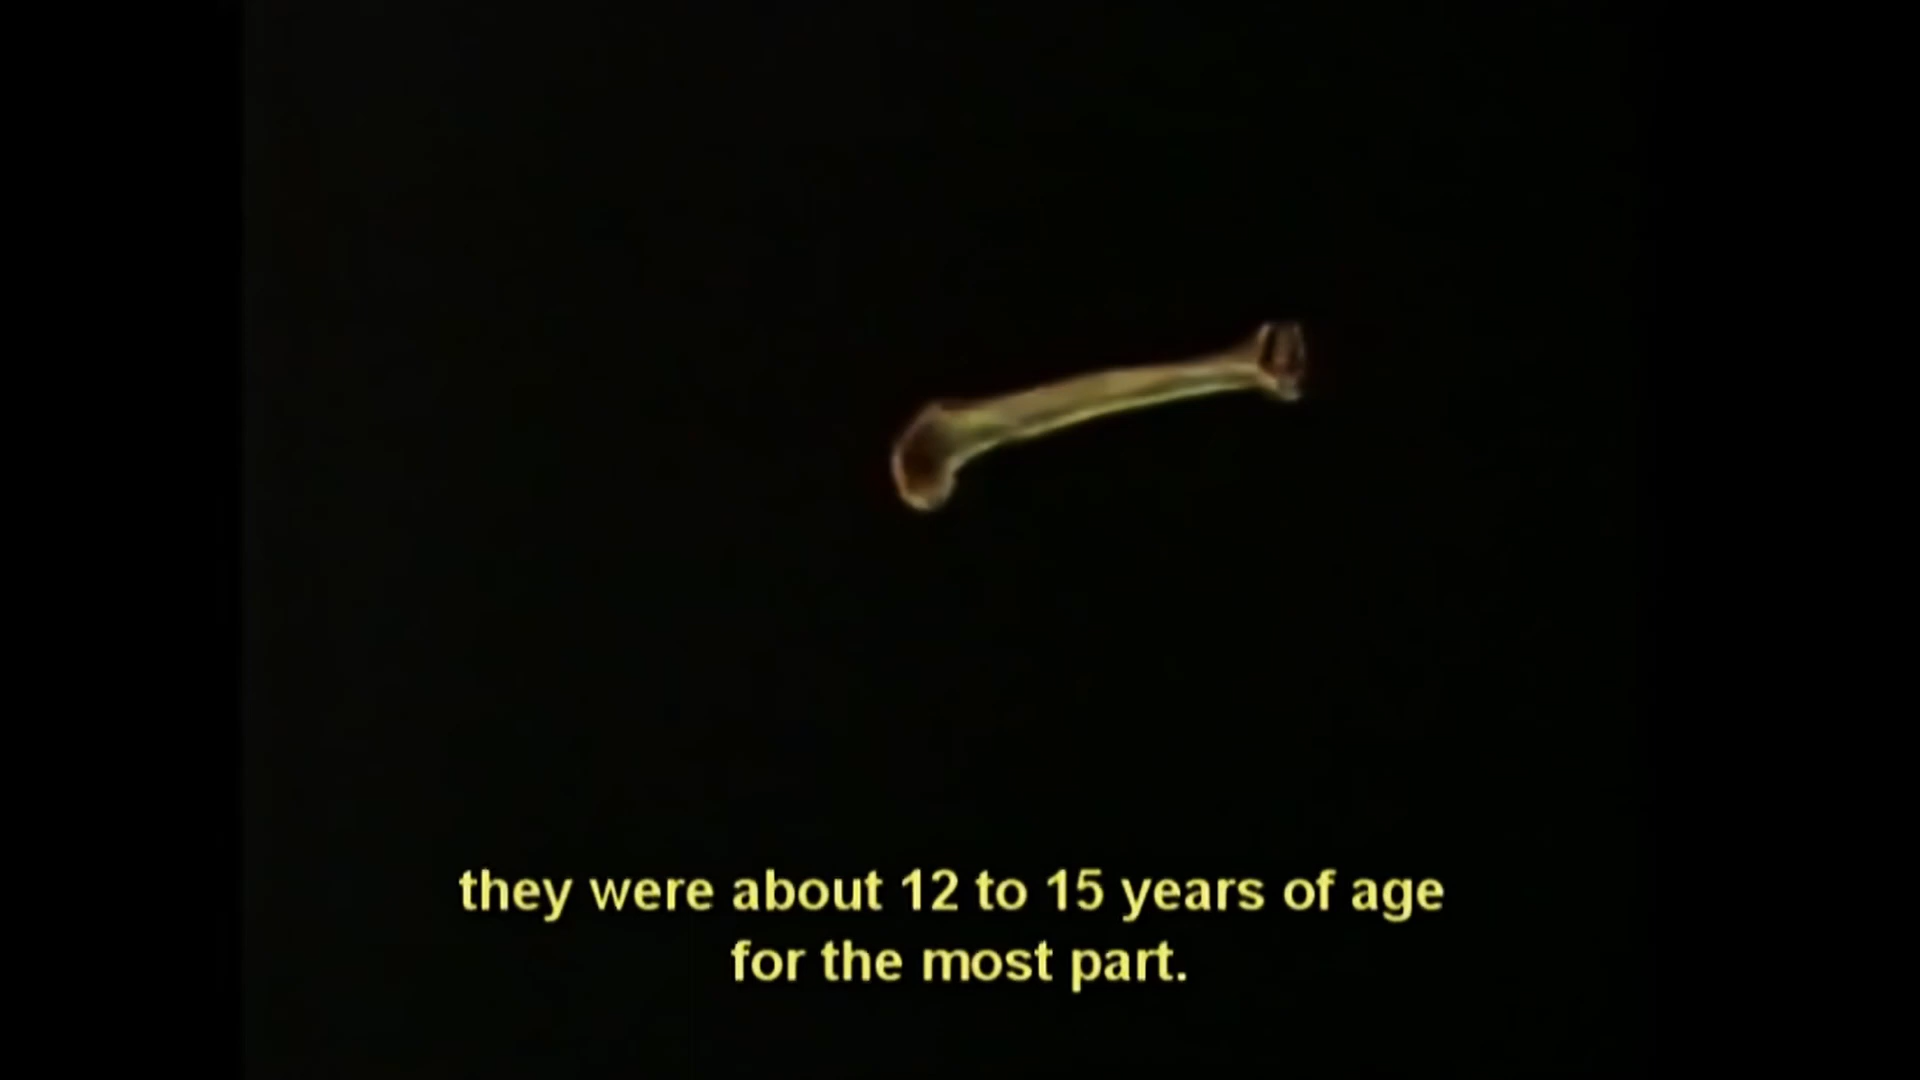 they were about 12 to 15 years of age
for the most part.